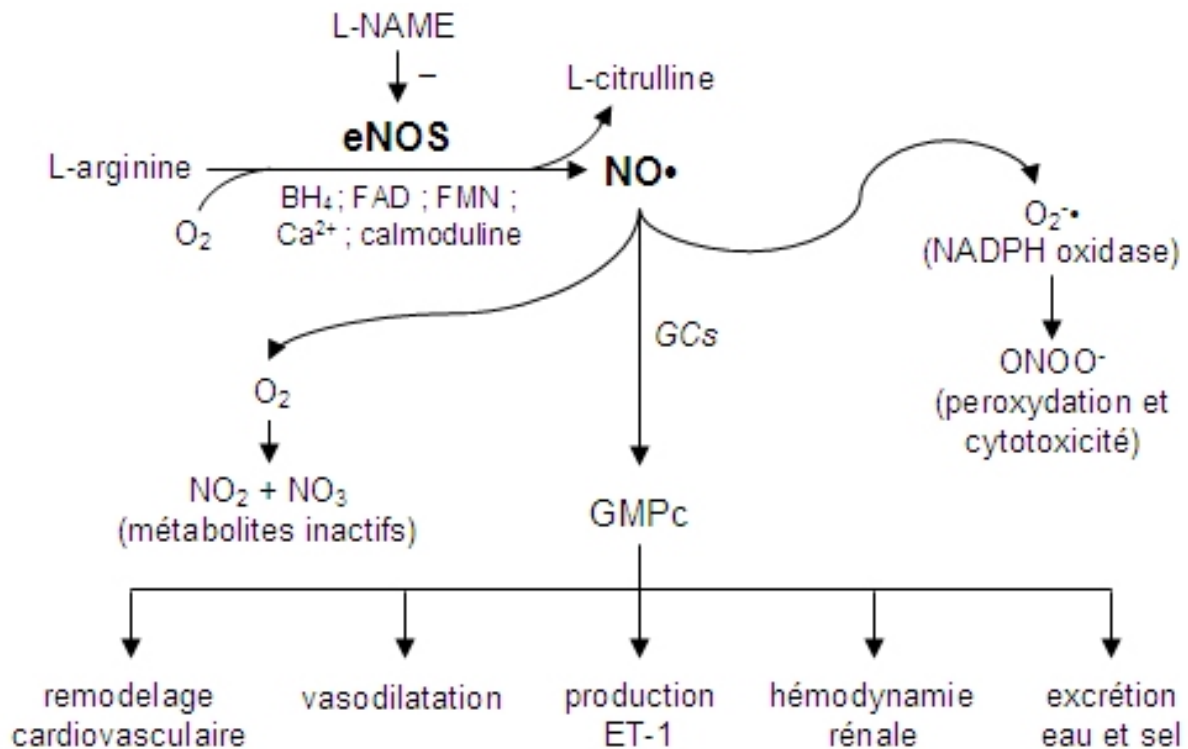 L-NAME
–
L-citrulline
eNOS
L-arginine
NO•
BH₄ ; FAD ; FMN ;
Ca²⁺ ; calmoduline
O₂
O₂⁻•
(NADPH oxidase)
GCs
ONOO⁻
(peroxydation et
cytotoxicité)
O₂
NO₂ + NO₃
(métabolites inactifs)
GMPc
remodelage
cardiovasculaire
vasodilatation
production
ET-1
hémodynamie
rénale
excrétion
eau et sel